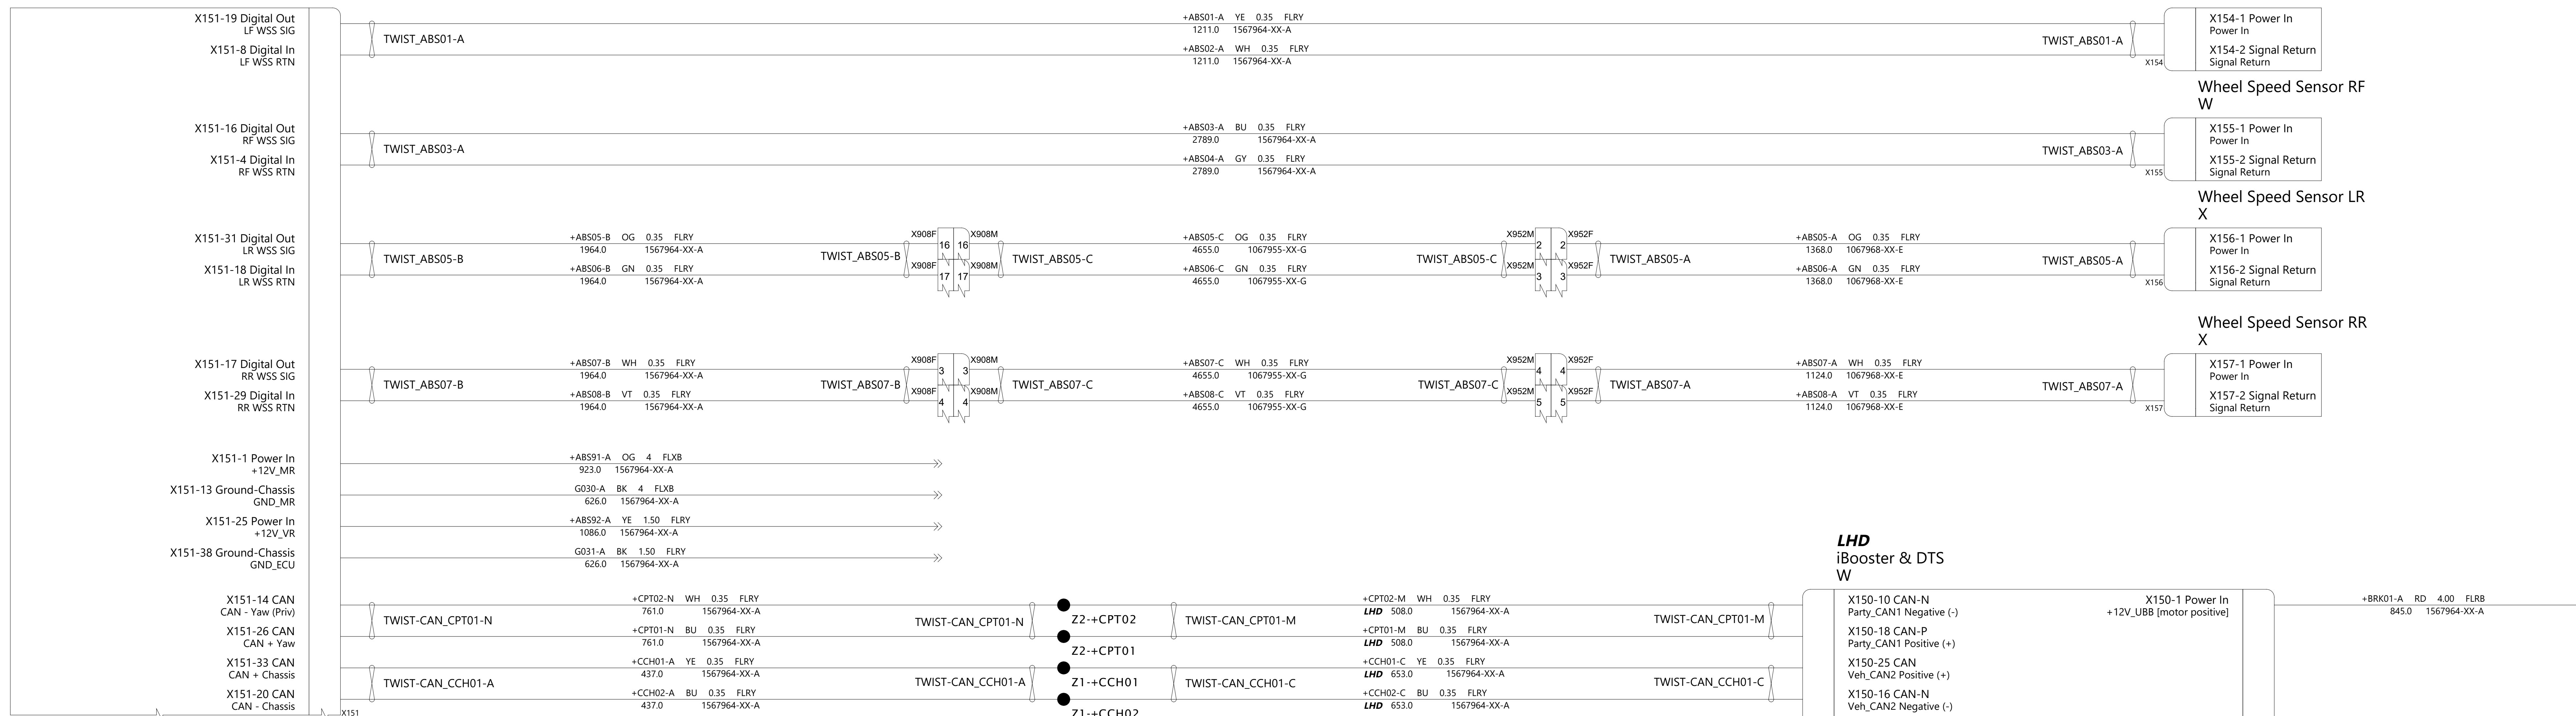 X151-19 Digital Out
LF WSS SIG
X151-8 Digital In
LF WSS RTN
TWIST_ABS01-A
+ABS01-A YE 0.35 FLRY
1211.0 1567964-XX-A
+ABS02-A WH 0.35 FLRY
1211.0 1567964-XX-A
TWIST_ABS01-A
X154
X154-1 Power In
Power In
X154-2 Signal Return
Signal Return
Wheel Speed Sensor RF
W
X151-16 Digital Out
RF WSS SIG
X151-4 Digital In
RF WSS RTN
TWIST_ABS03-A
+ABS03-A BU 0.35 FLRY
2789.0 1567964-XX-A
+ABS04-A GY 0.35 FLRY
2789.0 1567964-XX-A
TWIST_ABS03-A
X155
X155-1 Power In
Power In
X155-2 Signal Return
Signal Return
Wheel Speed Sensor LR
X
X151-31 Digital Out
LR WSS SIG
X151-18 Digital In
LR WSS RTN
TWIST_ABS05-B
+ABS05-B OG 0.35 FLRY
1964.0 1567964-XX-A
+ABS06-B GN 0.35 FLRY
1964.0 1567964-XX-A
TWIST_ABS05-B
X908F 16 16 X908M
X908F 17 17 X908M
TWIST_ABS05-C
+ABS05-C OG 0.35 FLRY
4655.0 1067955-XX-G
+ABS06-C GN 0.35 FLRY
4655.0 1067955-XX-G
TWIST_ABS05-C
X952M 2 2 X952F
X952M 3 3 X952F
TWIST_ABS05-A
+ABS05-A OG 0.35 FLRY
1368.0 1067968-XX-E
+ABS06-A GN 0.35 FLRY
1368.0 1067968-XX-E
TWIST_ABS05-A
X156
X156-1 Power In
Power In
X156-2 Signal Return
Signal Return
Wheel Speed Sensor RR
X
X151-17 Digital Out
RR WSS SIG
X151-29 Digital In
RR WSS RTN
TWIST_ABS07-B
+ABS07-B WH 0.35 FLRY
1964.0 1567964-XX-A
+ABS08-B VT 0.35 FLRY
1964.0 1567964-XX-A
TWIST_ABS07-B
X908F 3 3 X908M
X908F 4 4 X908M
TWIST_ABS07-C
+ABS07-C WH 0.35 FLRY
4655.0 1067955-XX-G
+ABS08-C VT 0.35 FLRY
4655.0 1067955-XX-G
TWIST_ABS07-C
X952M 4 4 X952F
X952M 5 5 X952F
TWIST_ABS07-A
+ABS07-A WH 0.35 FLRY
1124.0 1067968-XX-E
+ABS08-A VT 0.35 FLRY
1124.0 1067968-XX-E
TWIST_ABS07-A
X157
X157-1 Power In
Power In
X157-2 Signal Return
Signal Return
X151-1 Power In
+12V_MR
+ABS91-A OG 4 FLXB
923.0 1567964-XX-A
X151-13 Ground-Chassis
GND_MR
G030-A BK 4 FLXB
626.0 1567964-XX-A
X151-25 Power In
+12V_VR
+ABS92-A YE 1.50 FLRY
1086.0 1567964-XX-A
X151-38 Ground-Chassis
GND_ECU
G031-A BK 1.50 FLRY
626.0 1567964-XX-A
LHD
iBooster & DTS
W
X151-14 CAN
CAN - Yaw (Priv)
X151-26 CAN
CAN + Yaw
TWIST-CAN_CPT01-N
+CPT02-N WH 0.35 FLRY
761.0 1567964-XX-A
+CPT01-N BU 0.35 FLRY
761.0 1567964-XX-A
TWIST-CAN_CPT01-N
Z2-+CPT02
Z2-+CPT01
TWIST-CAN_CPT01-M
+CPT02-M WH 0.35 FLRY
LHD 508.0 1567964-XX-A
+CPT01-M BU 0.35 FLRY
LHD 508.0 1567964-XX-A
TWIST-CAN_CPT01-M
X150-10 CAN-N
Party_CAN1 Negative (-)
X150-18 CAN-P
Party_CAN1 Positive (+)
X150-1 Power In
+12V_UBB [motor positive]
+BRK01-A RD 4.00 FLRB
845.0 1567964-XX-A
X151-33 CAN
CAN + Chassis
X151-20 CAN
CAN - Chassis
X151
TWIST-CAN_CCH01-A
+CCH01-A YE 0.35 FLRY
437.0 1567964-XX-A
+CCH02-A BU 0.35 FLRY
437.0 1567964-XX-A
TWIST-CAN_CCH01-A
Z1-+CCH01
Z1-+CCH02
TWIST-CAN_CCH01-C
+CCH01-C YE 0.35 FLRY
LHD 653.0 1567964-XX-A
+CCH02-C BU 0.35 FLRY
LHD 653.0 1567964-XX-A
TWIST-CAN_CCH01-C
X150-25 CAN
Veh_CAN2 Positive (+)
X150-16 CAN-N
Veh_CAN2 Negative (-)